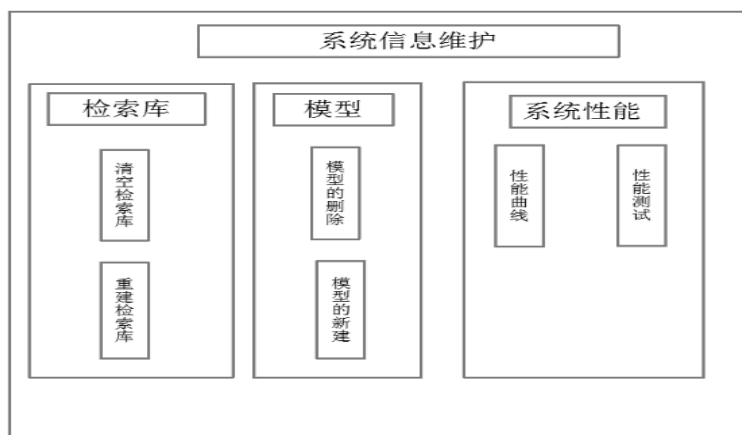 系统信息维护
检索库
清空检索库
重建检索库
模型
模型的删除
模型的新建
系统性能
性能曲线
性能测试